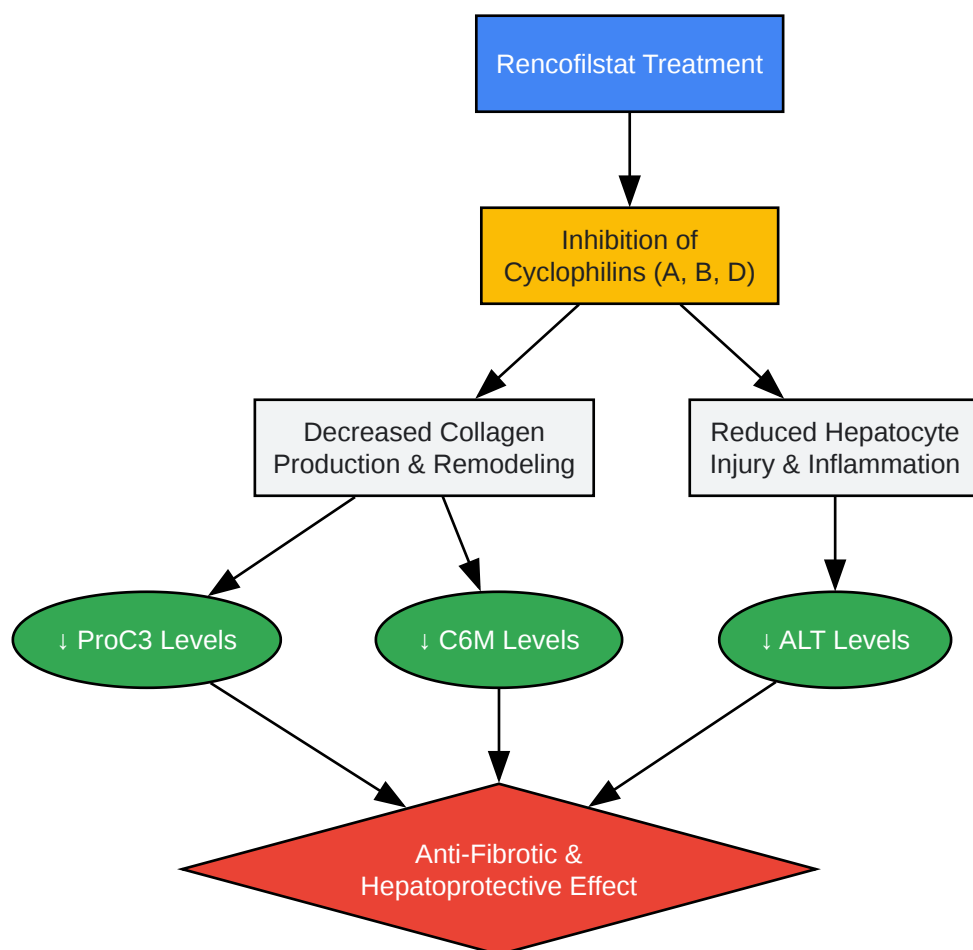 Rencofilstat Treatment
Inhibition of
Cyclophilins (A, B, D)
Decreased Collagen
Production & Remodeling
Reduced Hepatocyte
Injury & Inflammation
↓ ProC3 Levels
↓ C6M Levels
↓ ALT Levels
Anti-Fibrotic &
Hepatoprotective Effect